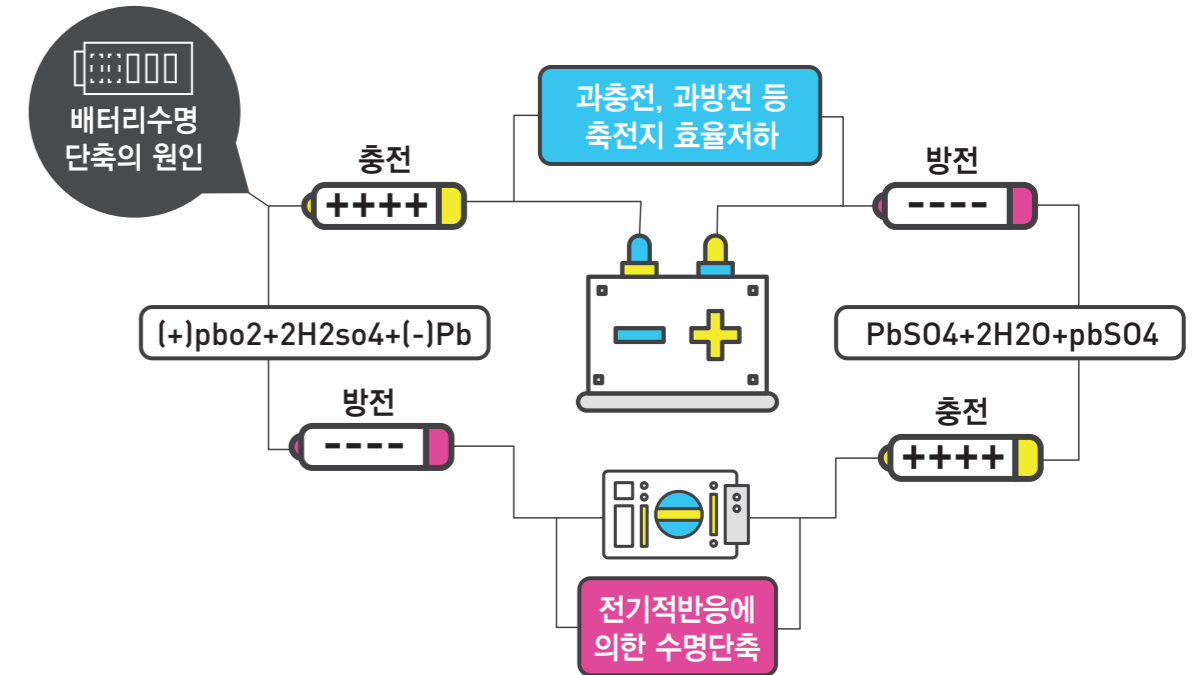 배터리수명
단축의 원인
과충전, 과방전 등
축전지 효율저하
충전
++++
방전
----
(+)pbo2+2H2so4+(-)Pb
PbSO4+2H2O+pbSO4
방전
----
충전
++++
전기적반응에
의한 수명단축